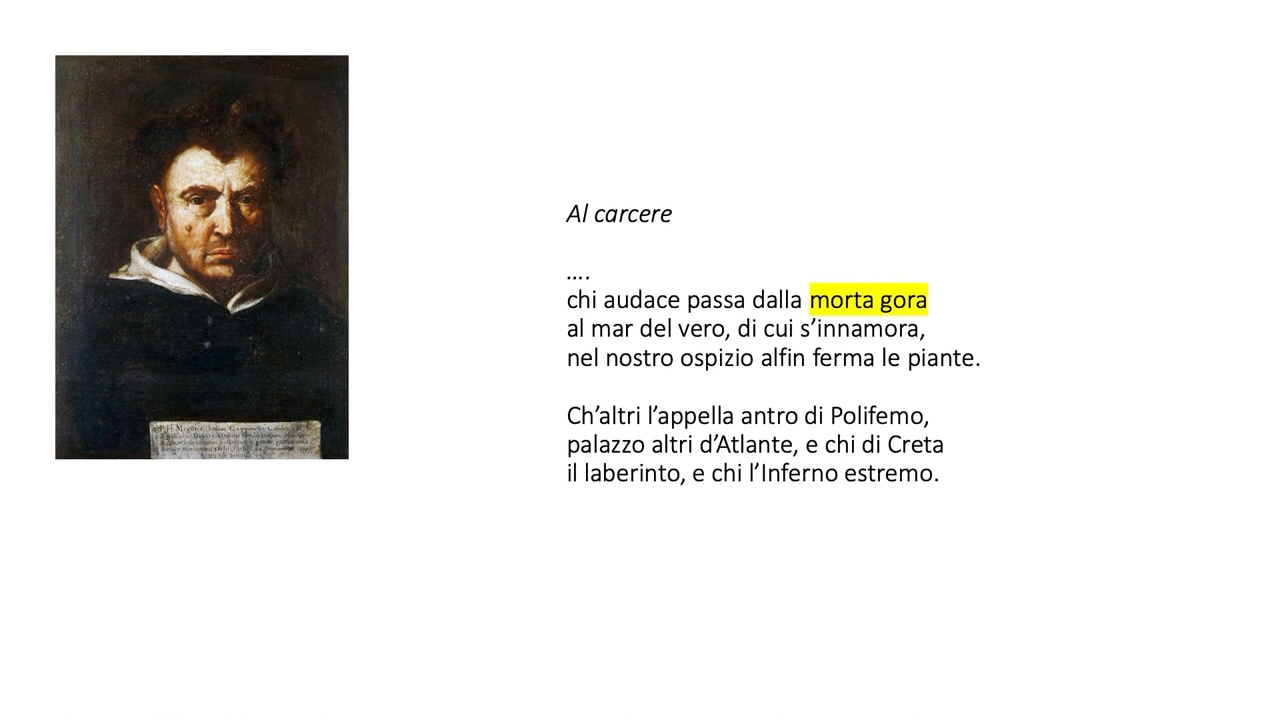 Al carcere
….
chi audace passa dalla morta gora
al mar del vero, di cui s’innamora,
nel nostro ospizio alfin ferma le piante.
Ch’altri l’appella antro di Polifemo,
palazzo altri d’Atlante, e chi di Creta
il laberinto, e chi l’Inferno estremo.